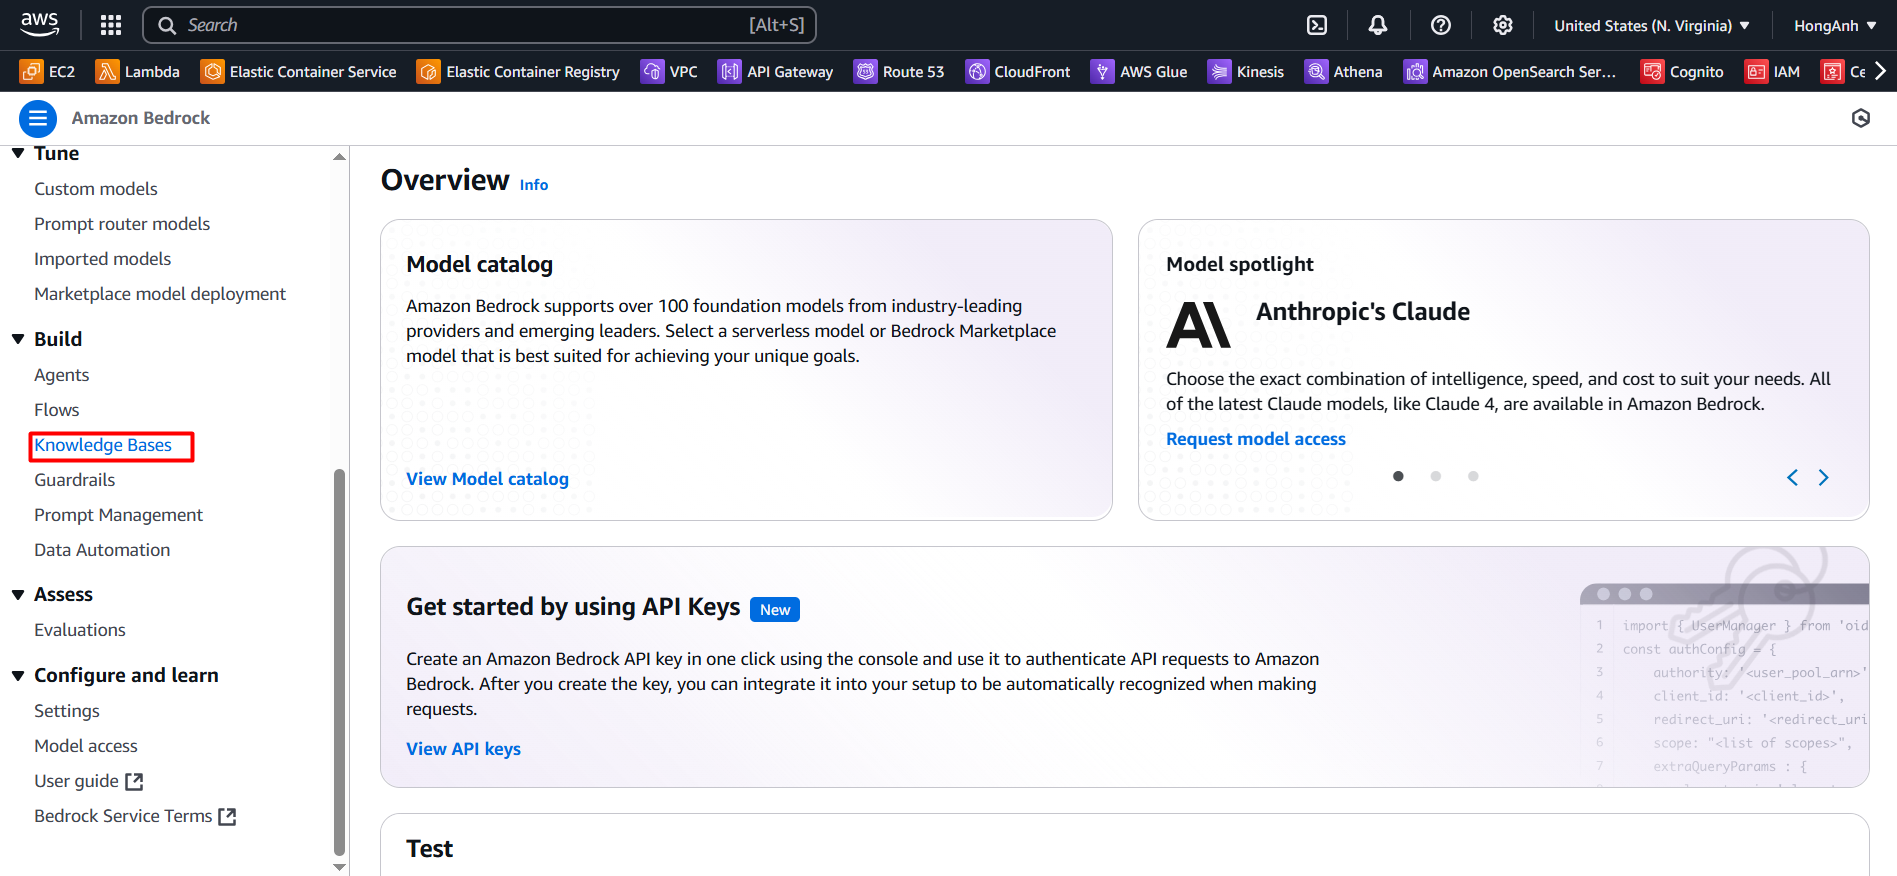 aws
Search
[Alt+S]
United States (N. Virginia)
HongAnh
EC2
Lambda
Elastic Container Service
Elastic Container Registry
VPC
API Gateway
Route 53
CloudFront
AWS Glue
Kinesis
Athena
Amazon OpenSearch Ser...
Cognito
IAM
Ce
Amazon Bedrock
Tune
Custom models
Prompt router models
Imported models
Marketplace model deployment
Build
Agents
Flows
Knowledge Bases
Guardrails
Prompt Management
Data Automation
Assess
Evaluations
Configure and learn
Settings
Model access
User guide
Bedrock Service Terms
Overview Info
Model catalog
Amazon Bedrock supports over 100 foundation models from industry-leading
providers and emerging leaders. Select a serverless model or Bedrock Marketplace
model that is best suited for achieving your unique goals.
View Model catalog
Model spotlight
Anthropic's Claude
Choose the exact combination of intelligence, speed, and cost to suit your needs. All
of the latest Claude models, like Claude 4, are available in Amazon Bedrock.
Request model access
Get started by using API Keys New
Create an Amazon Bedrock API key in one click using the console and use it to authenticate API requests to Amazon
Bedrock. After you create the key, you can integrate it into your setup to be automatically recognized when making
requests.
View API keys
1 import { UserManager } from 'oid
2 const authConfig = {
3 authority: '<user_pool_arn>'
4 client_id: '<client_id>',
5 redirect_uri: '<redirect_uri
6 scope: "<list of scopes>",
7 extraQueryParams : {
Test